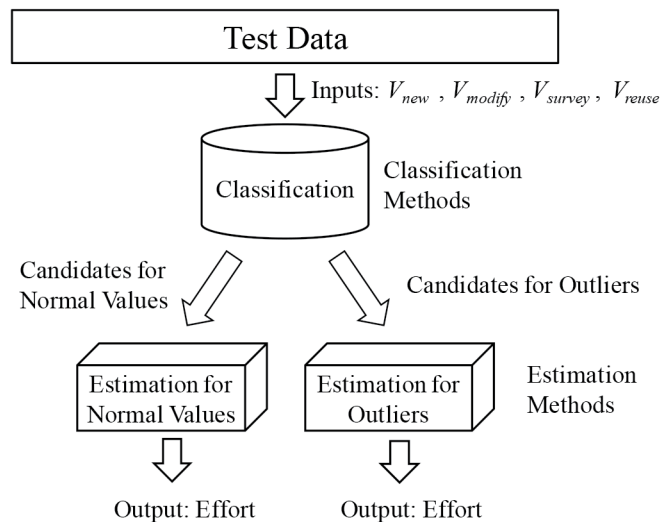 Test Data
Inputs: V_new , V_modify , V_survey , V_reuse
Classification
Classification
Methods
Candidates for
Normal Values
Candidates for Outliers
Estimation for
Normal Values
Estimation for
Outliers
Estimation
Methods
Output: Effort
Output: Effort